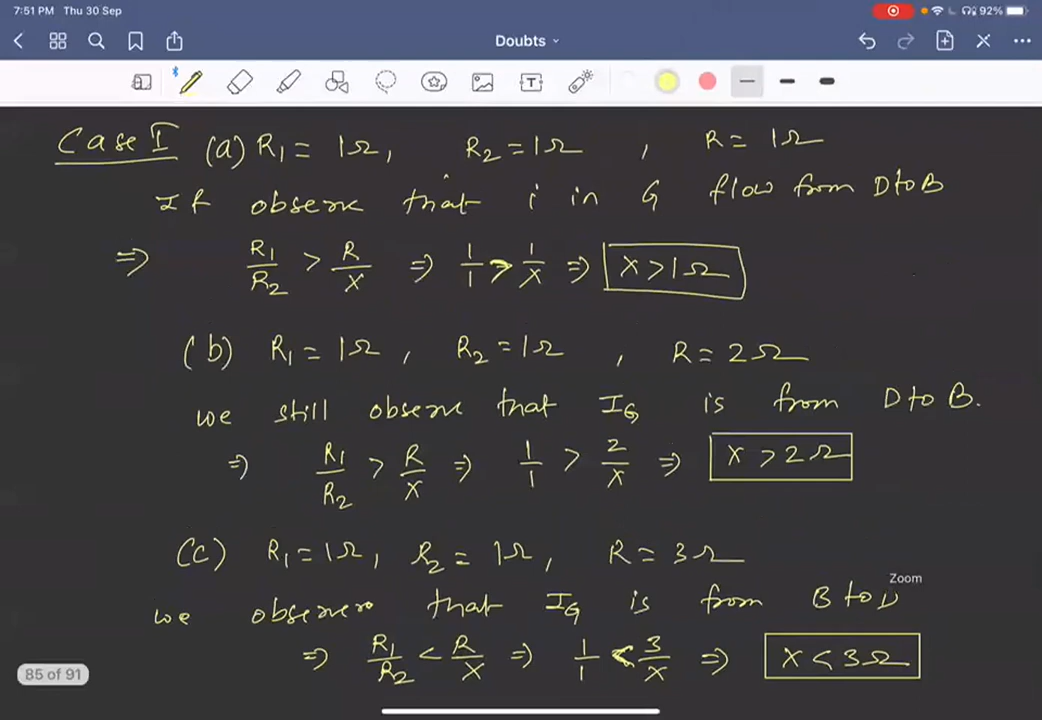 7:51 PM Thu 30 Sep 92%
Doubts
Case I (a) R₁ = 1Ω, R₂ = 1Ω , R = 1Ω
If observe that i in G flow from D to B
⇒ R₁/R₂ > R/X ⇒ 1/1 > 1/X ⇒ X > 1Ω
(b) R₁ = 1Ω , R₂ = 1Ω , R = 2Ω
we still observe that I_G is from D to B.
⇒ R₁/R₂ > R/X ⇒ 1/1 > 2/X ⇒ X > 2Ω
(c) R₁ = 1Ω, R₂ = 1Ω, R = 3Ω
Zoom
we observe that I_G is from B to D
⇒ R₁/R₂ < R/X ⇒ 1/1 < 3/X ⇒ X < 3Ω
85 of 91